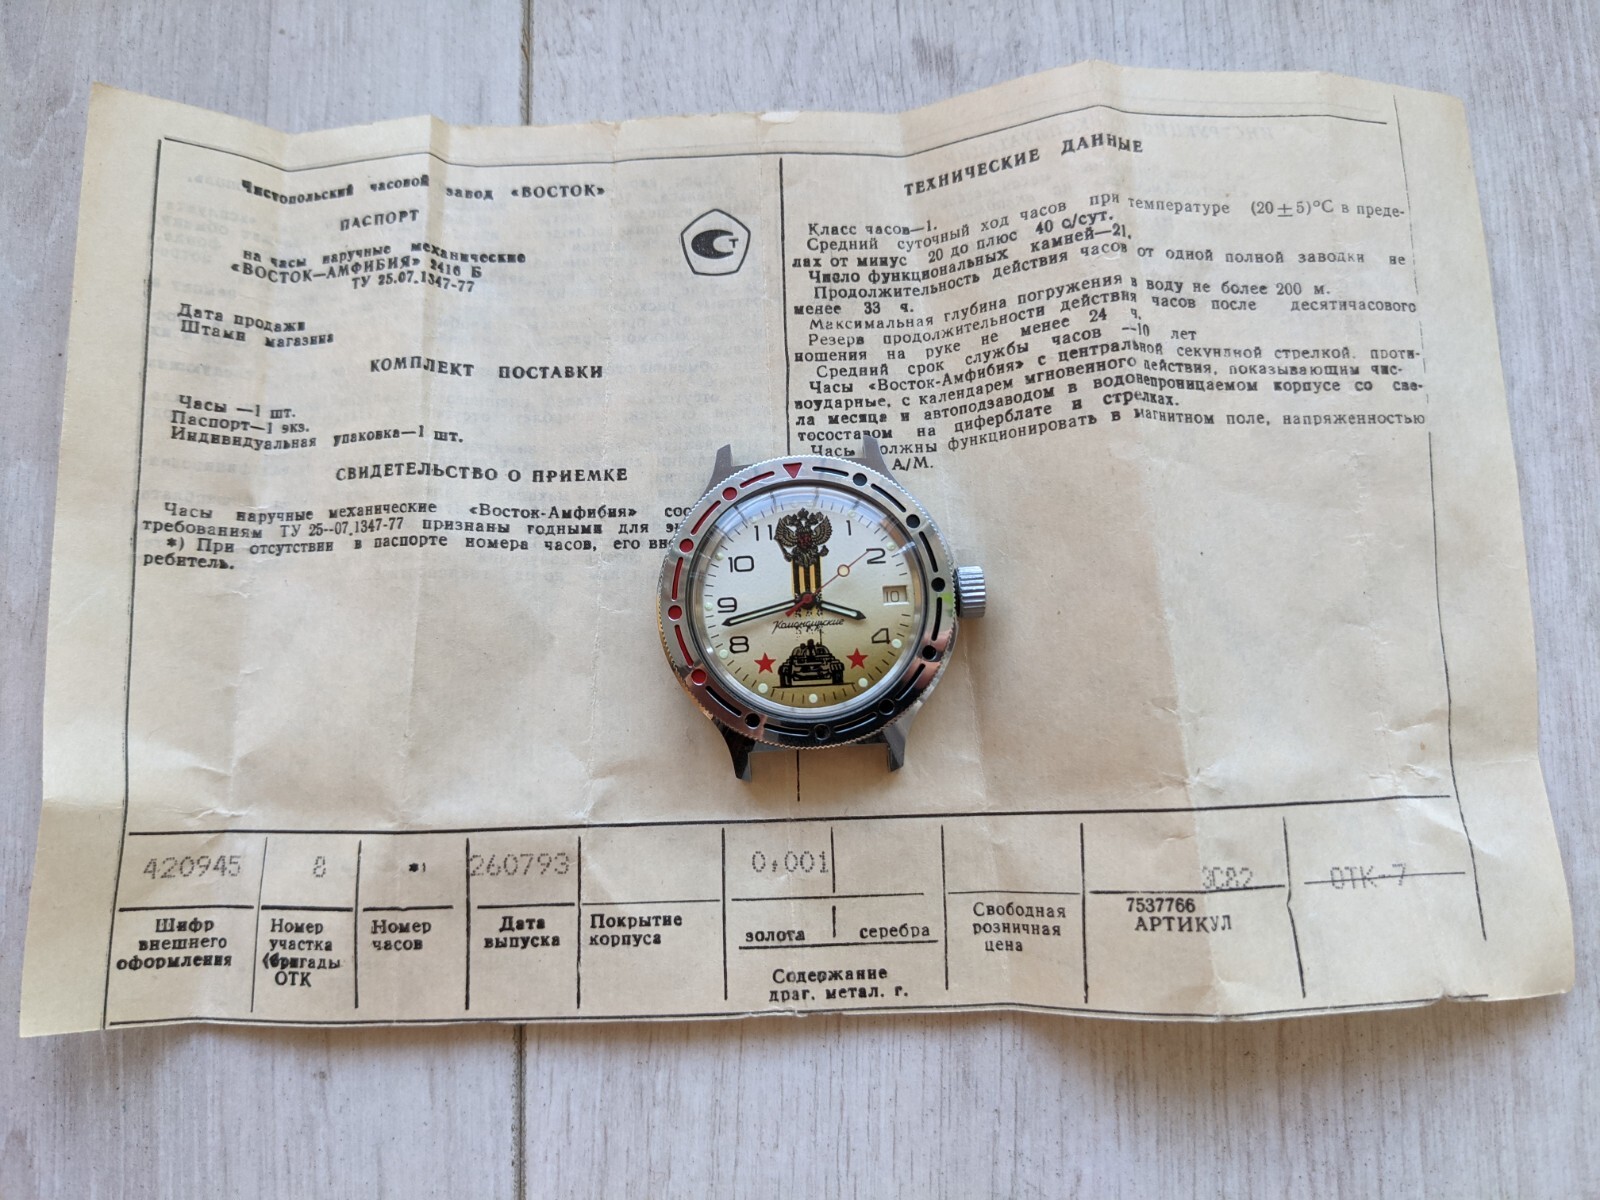 Чистопольский часовой завод «ВОСТОК»
ПАСПОРТ
на часы наручные механические
«ВОСТОК—АМФИБИЯ» 2416 Б
ТУ 25.07.1347-77
Дата продажи
Штамп магазина
КОМПЛЕКТ ПОСТАВКИ
Часы —1 шт.
Паспорт—1 экз.
Индивидуальная упаковка—1 шт.
СВИДЕТЕЛЬСТВО О ПРИЕМКЕ
Часы наручные механические «Восток-Амфибия» соо
требованиям ТУ 25--07.1347-77 признаны годными для
*) При отсутствии в паспорте номера часов, его
ребитель.
Ст
ТЕХНИЧЕСКИЕ ДАННЫЕ
Класс часов—1.
Средний суточный ход часов при температуре (20±5)°С в преде-
лах от минус 20 до плюс 40 с/сут.
Число функциональных камней—21.
Продолжительность действия часов от одной полной заводки не
менее 33 ч.
Максимальная глубина погружения в воду не более 200 м.
Резерв продолжительности действия часов после десятичасового
ношения на руке не менее 24 ч.
Средний срок службы часов —10 лет
Часы «Восток-Амфибия» с центральной секундной стрелкой, проти-
воударные, с календарем мгновенного действия, показывающим чис-
ла месяца и автоподзаводом в водонепроницаемом корпусе со све-
тосоставом на циферблате и стрелках.
Часы должны функционировать в магнитном поле, напряженностью
А/М.
11 1
10 2
9 10
8 4
Командирские
420945 8 *) 260793 0,001 3С82 ОТК-7
Шифр внешнего оформления
Номер участка (бригады ОТК
Номер часов
Дата выпуска
Покрытие корпуса
золота серебра
Содержание драг. метал. г.
Свободная розничная цена
7537766
АРТИКУЛ